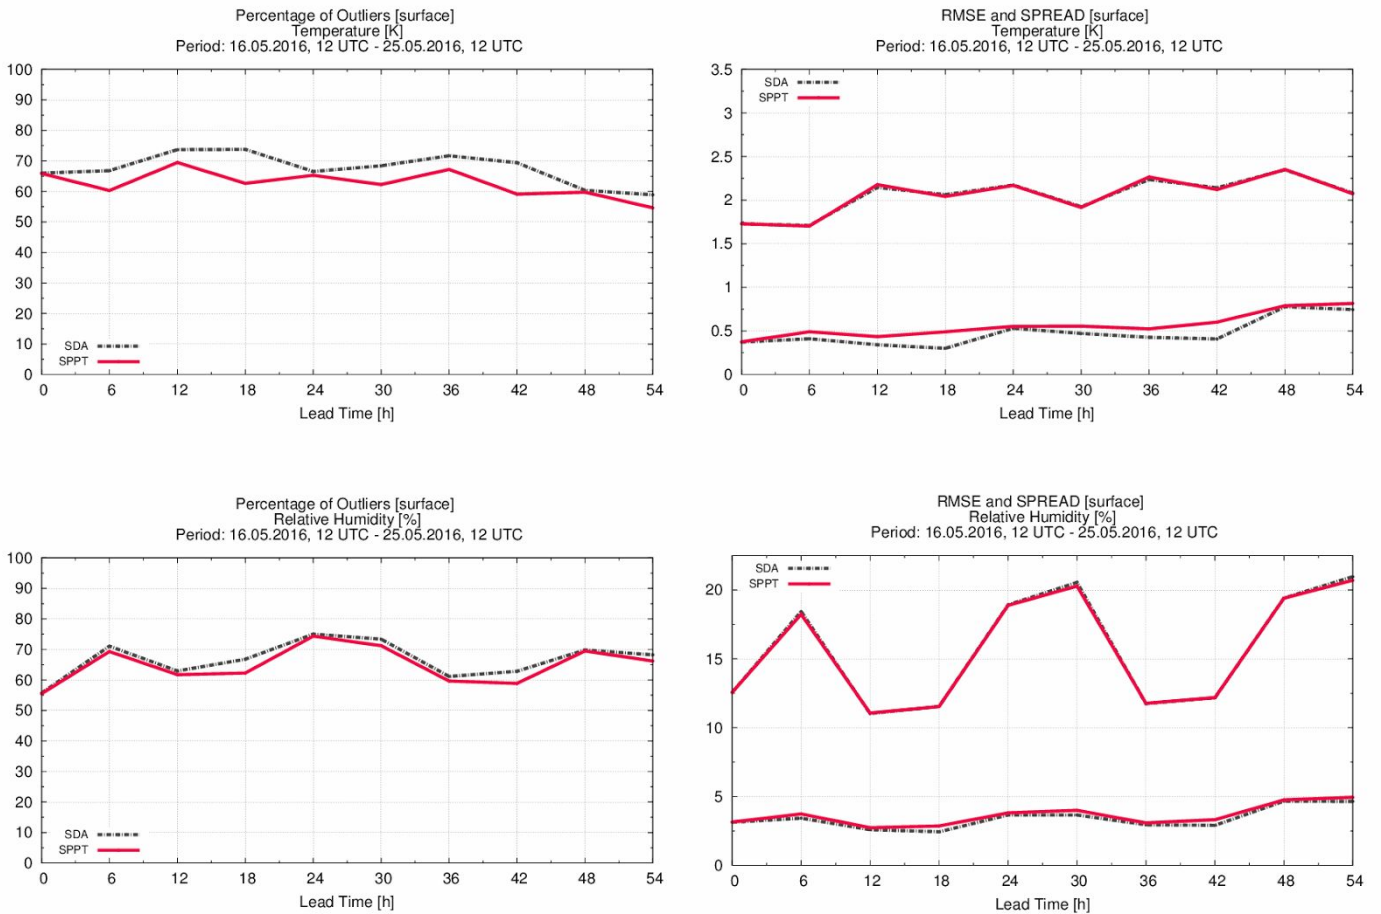 Percentage of Outliers [surface]
Temperature [K]
Period: 16.05.2016, 12 UTC - 25.05.2016, 12 UTC
100
90
80
70
60
50
40
30
20
10
0
SDA
SPPT
0 6 12 18 24 30 36 42 48 54
Lead Time [h]
RMSE and SPREAD [surface]
Temperature [K]
Period: 16.05.2016, 12 UTC - 25.05.2016, 12 UTC
3.5
3
2.5
2
1.5
1
0.5
0
SDA
SPPT
0 6 12 18 24 30 36 42 48 54
Lead Time [h]
Percentage of Outliers [surface]
Relative Humidity [%]
Period: 16.05.2016, 12 UTC - 25.05.2016, 12 UTC
100
90
80
70
60
50
40
30
20
10
0
SDA
SPPT
0 6 12 18 24 30 36 42 48 54
Lead Time [h]
RMSE and SPREAD [surface]
Relative Humidity [%]
Period: 16.05.2016, 12 UTC - 25.05.2016, 12 UTC
20
15
10
5
0
SDA
SPPT
0 6 12 18 24 30 36 42 48 54
Lead Time [h]